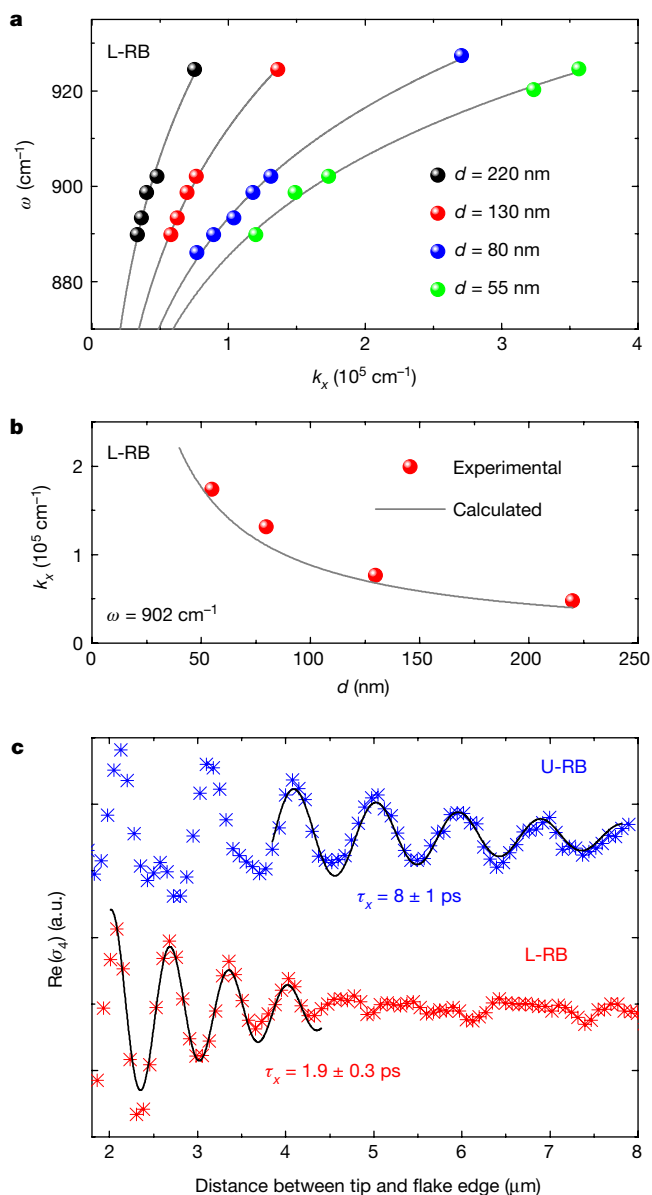 a
L-RB
920
900
880
ω (cm⁻¹)
d = 220 nm
d = 130 nm
d = 80 nm
d = 55 nm
0 1 2 3 4
kₓ (10⁵ cm⁻¹)
b
L-RB
Experimental
Calculated
2
1
0
kₓ (10⁵ cm⁻¹)
ω = 902 cm⁻¹
0 50 100 150 200 250
d (nm)
c
U-RB
τₓ = 8 ± 1 ps
L-RB
τₓ = 1.9 ± 0.3 ps
Re(σ₄) (a.u.)
2 3 4 5 6 7 8
Distance between tip and flake edge (μm)